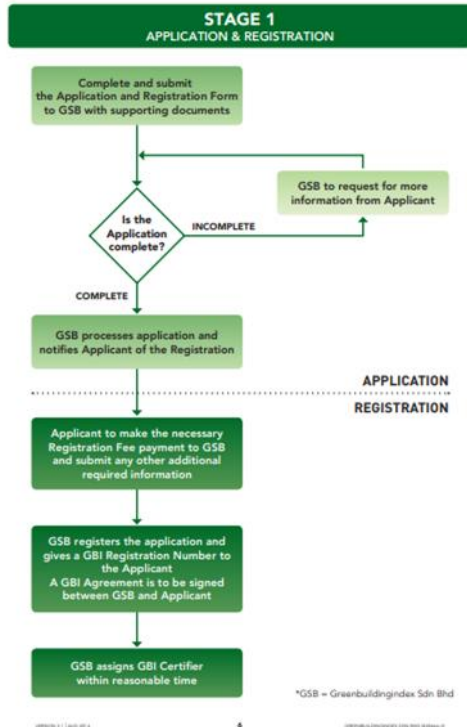 STAGE 1
APPLICATION & REGISTRATION
Complete and submit
the Application and Registration Form
to GSB with supporting documents
GSB to request for more
information from Applicant
Is the
Application
complete?
INCOMPLETE
COMPLETE
GSB processes application and
notifies Applicant of the Registration
APPLICATION
REGISTRATION
Applicant to make the necessary
Registration Fee payment to GSB
and submit any other additional
required information
GSB registers the application and
gives a GBI Registration Number to
the Applicant
A GBI Agreement is to be signed
between GSB and Applicant
GSB assigns GBI Certifier
within reasonable time
*GSB = Greenbuildingindex Sdn Bhd